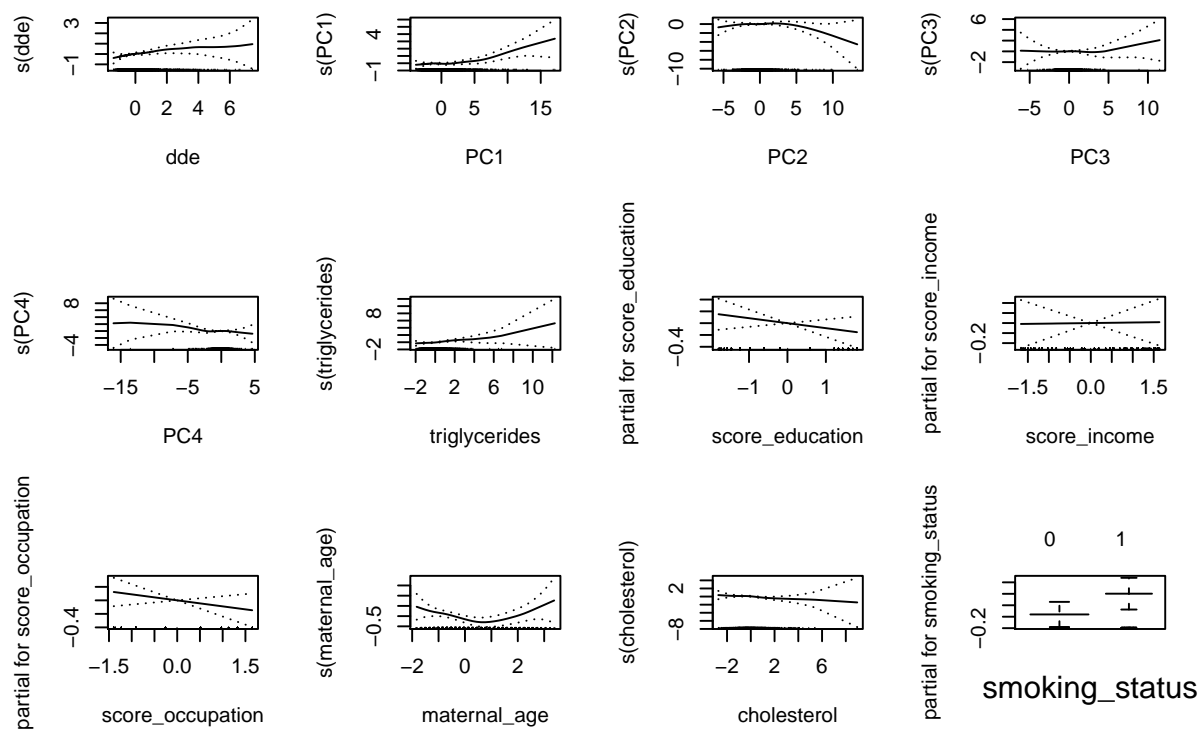 s(dde)
3
−1
0 2 4 6
dde
s(PC1)
4
−1
0 5 10 15
PC1
s(PC2)
0
−10
−5 0 5 10
PC2
s(PC3)
6
−2
−5 0 5 10
PC3
s(PC4)
8
−4
−15 −5 5
PC4
s(triglycerides)
8
−2
−2 0 2 4 6 8 10 12
triglycerides
partial for score_education
−0.4
−1 0 1
score_education
partial for score_income
−0.2
−1.5 0.0 1.5
score_income
partial for score_occupation
−0.4
−1.5 0.0 1.5
score_occupation
s(maternal_age)
−0.5
−2 0 2
maternal_age
s(cholesterol)
2
−8
−2 2 6
cholesterol
partial for smoking_status
−0.2
0 1
smoking_status